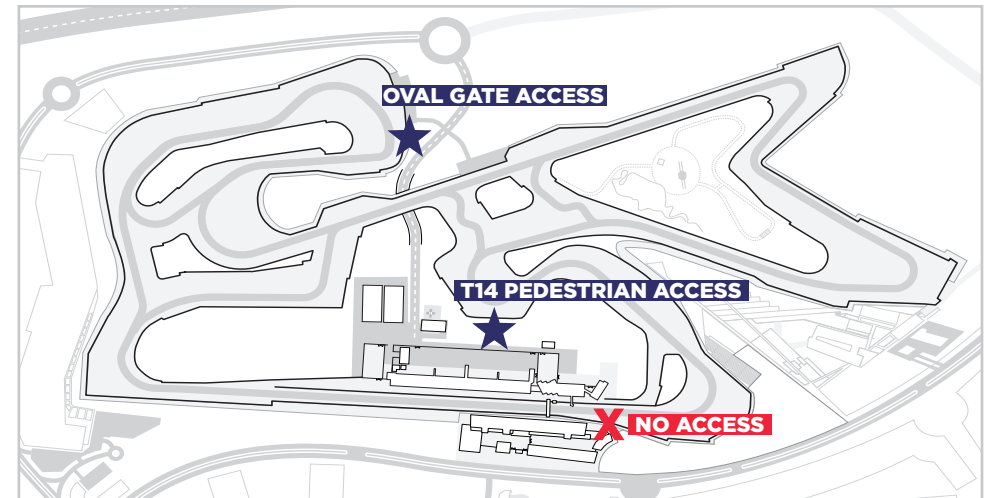 OVAL GATE ACCESS
T14 PEDESTRIAN ACCESS
X NO ACCESS